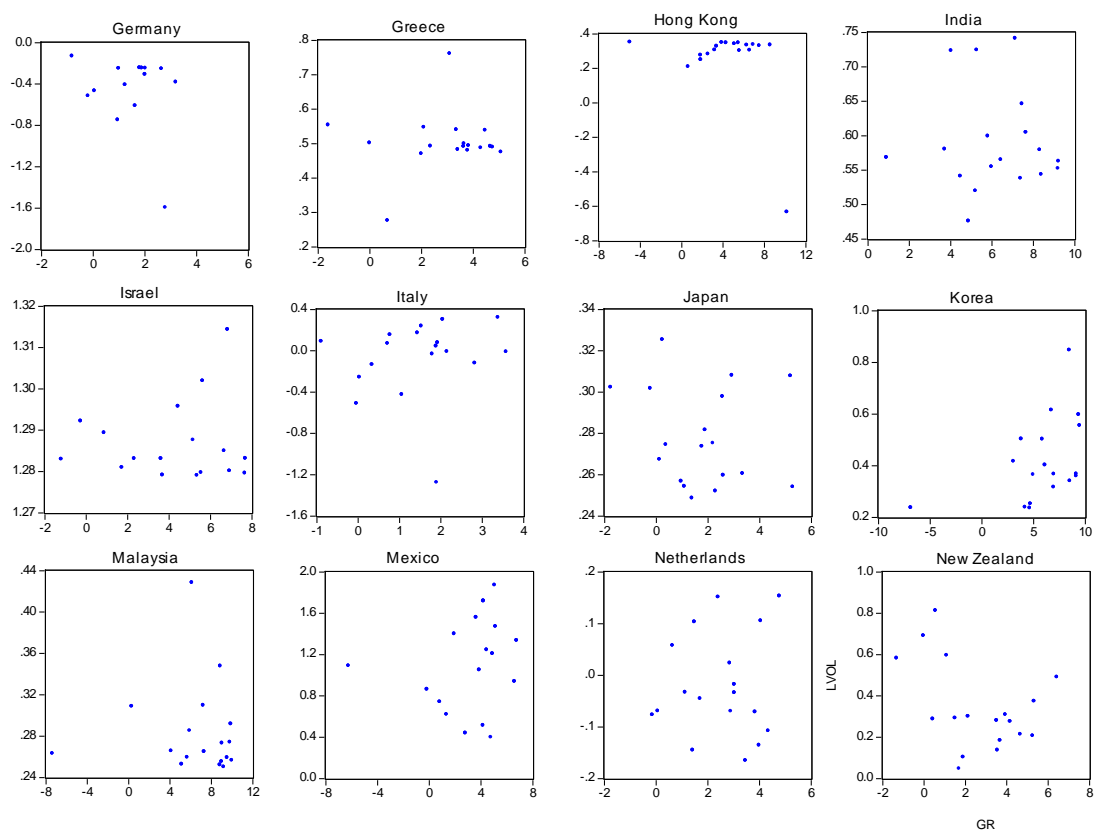 Germany Greece Hong Kong India
0.0 -0.4 -0.8 -1.2 -1.6 -2.0
-2 0 2 4 6
.8 .7 .6 .5 .4 .3 .2
-2 0 2 4 6
.4 .2 .0 -.2 -.4 -.6 -.8
-8 -4 0 4 8 12
.75 .70 .65 .60 .55 .50 .45
0 2 4 6 8 10
Israel Italy Japan Korea
1.32 1.31 1.30 1.29 1.28 1.27
-2 0 2 4 6 8
0.4 0.0 -0.4 -0.8 -1.2 -1.6
-1 0 1 2 3 4
.34 .32 .30 .28 .26 .24
-2 0 2 4 6
1.0 0.8 0.6 0.4 0.2
-10 -5 0 5 10
Malaysia Mexico Netherlands New Zealand
.44 .40 .36 .32 .28 .24
-8 -4 0 4 8 12
2.0 1.6 1.2 0.8 0.4 0.0
-8 -4 0 4 8
.2 .1 .0 -.1 -.2
-2 0 2 4 6
LVOL
1.0 0.8 0.6 0.4 0.2 0.0
-2 0 2 4 6 8
GR